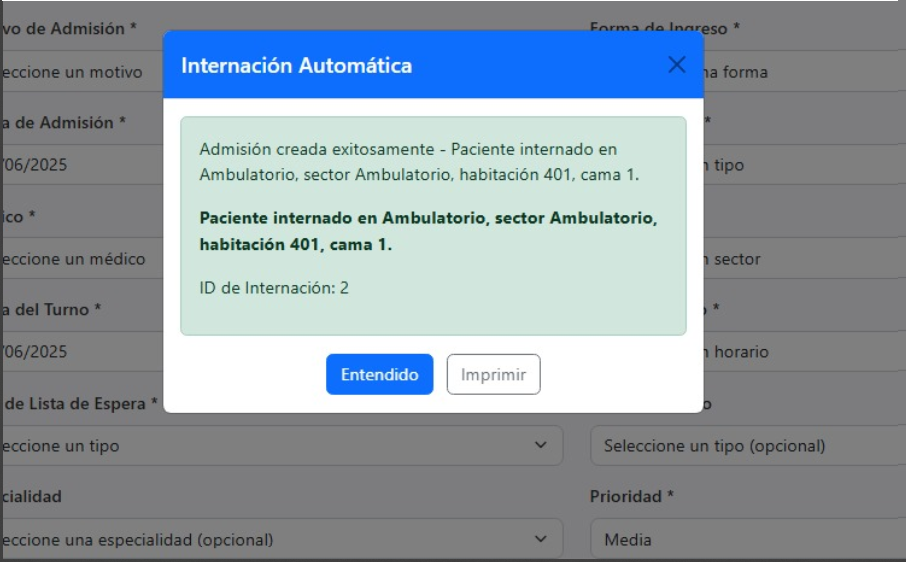 vo de Admisión *
Forma de Ingreso *
Internación Automática
eccione un motivo
na forma
Admisión creada exitosamente - Paciente internado en
Ambulatorio, sector Ambulatorio, habitación 401, cama 1.
Paciente internado en Ambulatorio, sector Ambulatorio,
habitación 401, cama 1.
ID de Internación: 2
Entendido
Imprimir
a de Admisión *
*
/06/2025
n tipo
ico *
eccione un médico
n sector
a del Turno *
o *
/06/2025
n horario
de Lista de Espera *
o
eccione un tipo
Seleccione un tipo (opcional)
cialidad
Prioridad *
eccione una especialidad (opcional)
Media